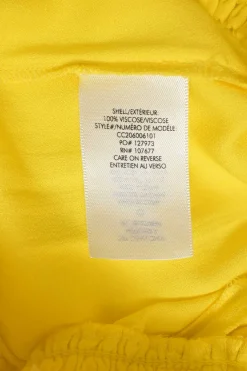 SHELL/EXTÉRIEUR
100% VISCOSE/VISCOSE
STYLE#/NUMÉRO DE MODÈLE
CC206006101
PO# 127973
RN# 107677
CARE ON REVERSE
ENTRETIEN AU VERSO